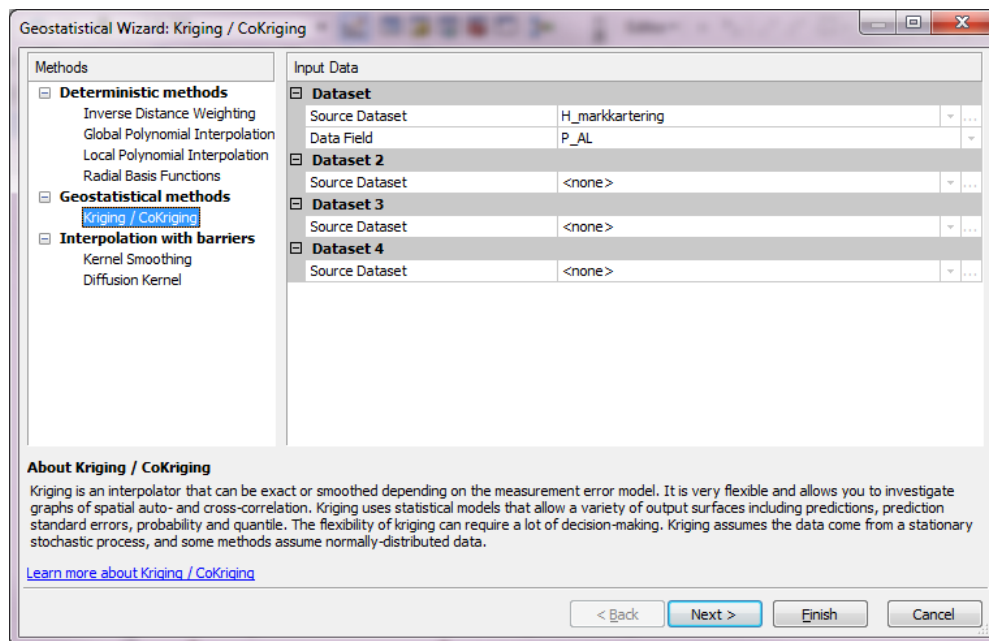 Geostatistical Wizard: Kriging / CoKriging
Methods
Deterministic methods
Inverse Distance Weighting
Global Polynomial Interpolation
Local Polynomial Interpolation
Radial Basis Functions
Geostatistical methods
Kriging / CoKriging
Interpolation with barriers
Kernel Smoothing
Diffusion Kernel
Input Data
Dataset
Source Dataset H_markkartering
Data Field P_AL
Dataset 2
Source Dataset <none>
Dataset 3
Source Dataset <none>
Dataset 4
Source Dataset <none>
About Kriging / CoKriging
Kriging is an interpolator that can be exact or smoothed depending on the measurement error model. It is very flexible and allows you to investigate
graphs of spatial auto- and cross-correlation. Kriging uses statistical models that allow a variety of output surfaces including predictions, prediction
standard errors, probability and quantile. The flexibility of kriging can require a lot of decision-making. Kriging assumes the data come from a stationary
stochastic process, and some methods assume normally-distributed data.
Learn more about Kriging / CoKriging
< Back Next > Finish Cancel